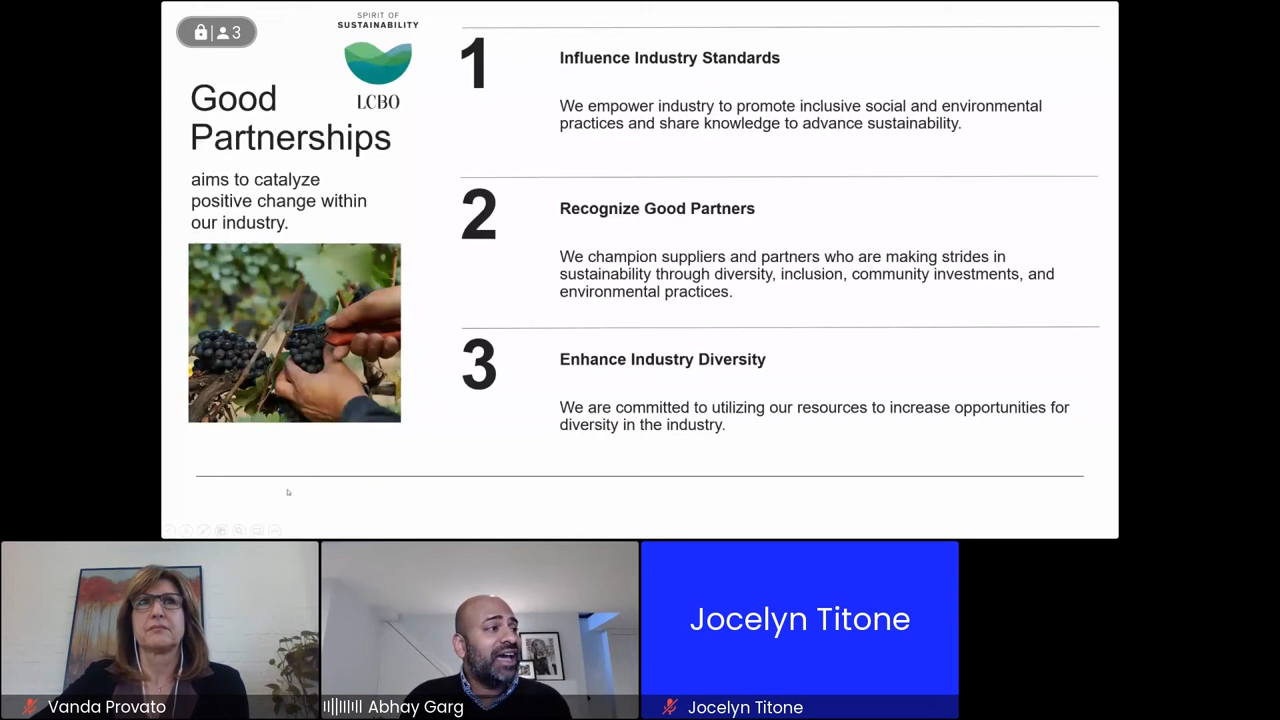 3
SPIRIT OF
SUSTAINABILITY
LCBO
Good
Partnerships
aims to catalyze
positive change within
our industry.
1
Influence Industry Standards
We empower industry to promote inclusive social and environmental
practices and share knowledge to advance sustainability.
2
Recognize Good Partners
We champion suppliers and partners who are making strides in
sustainability through diversity, inclusion, community investments, and
environmental practices.
3
Enhance Industry Diversity
We are committed to utilizing our resources to increase opportunities for
diversity in the industry.
Vanda Provato
Abhay Garg
Jocelyn Titone
Jocelyn Titone